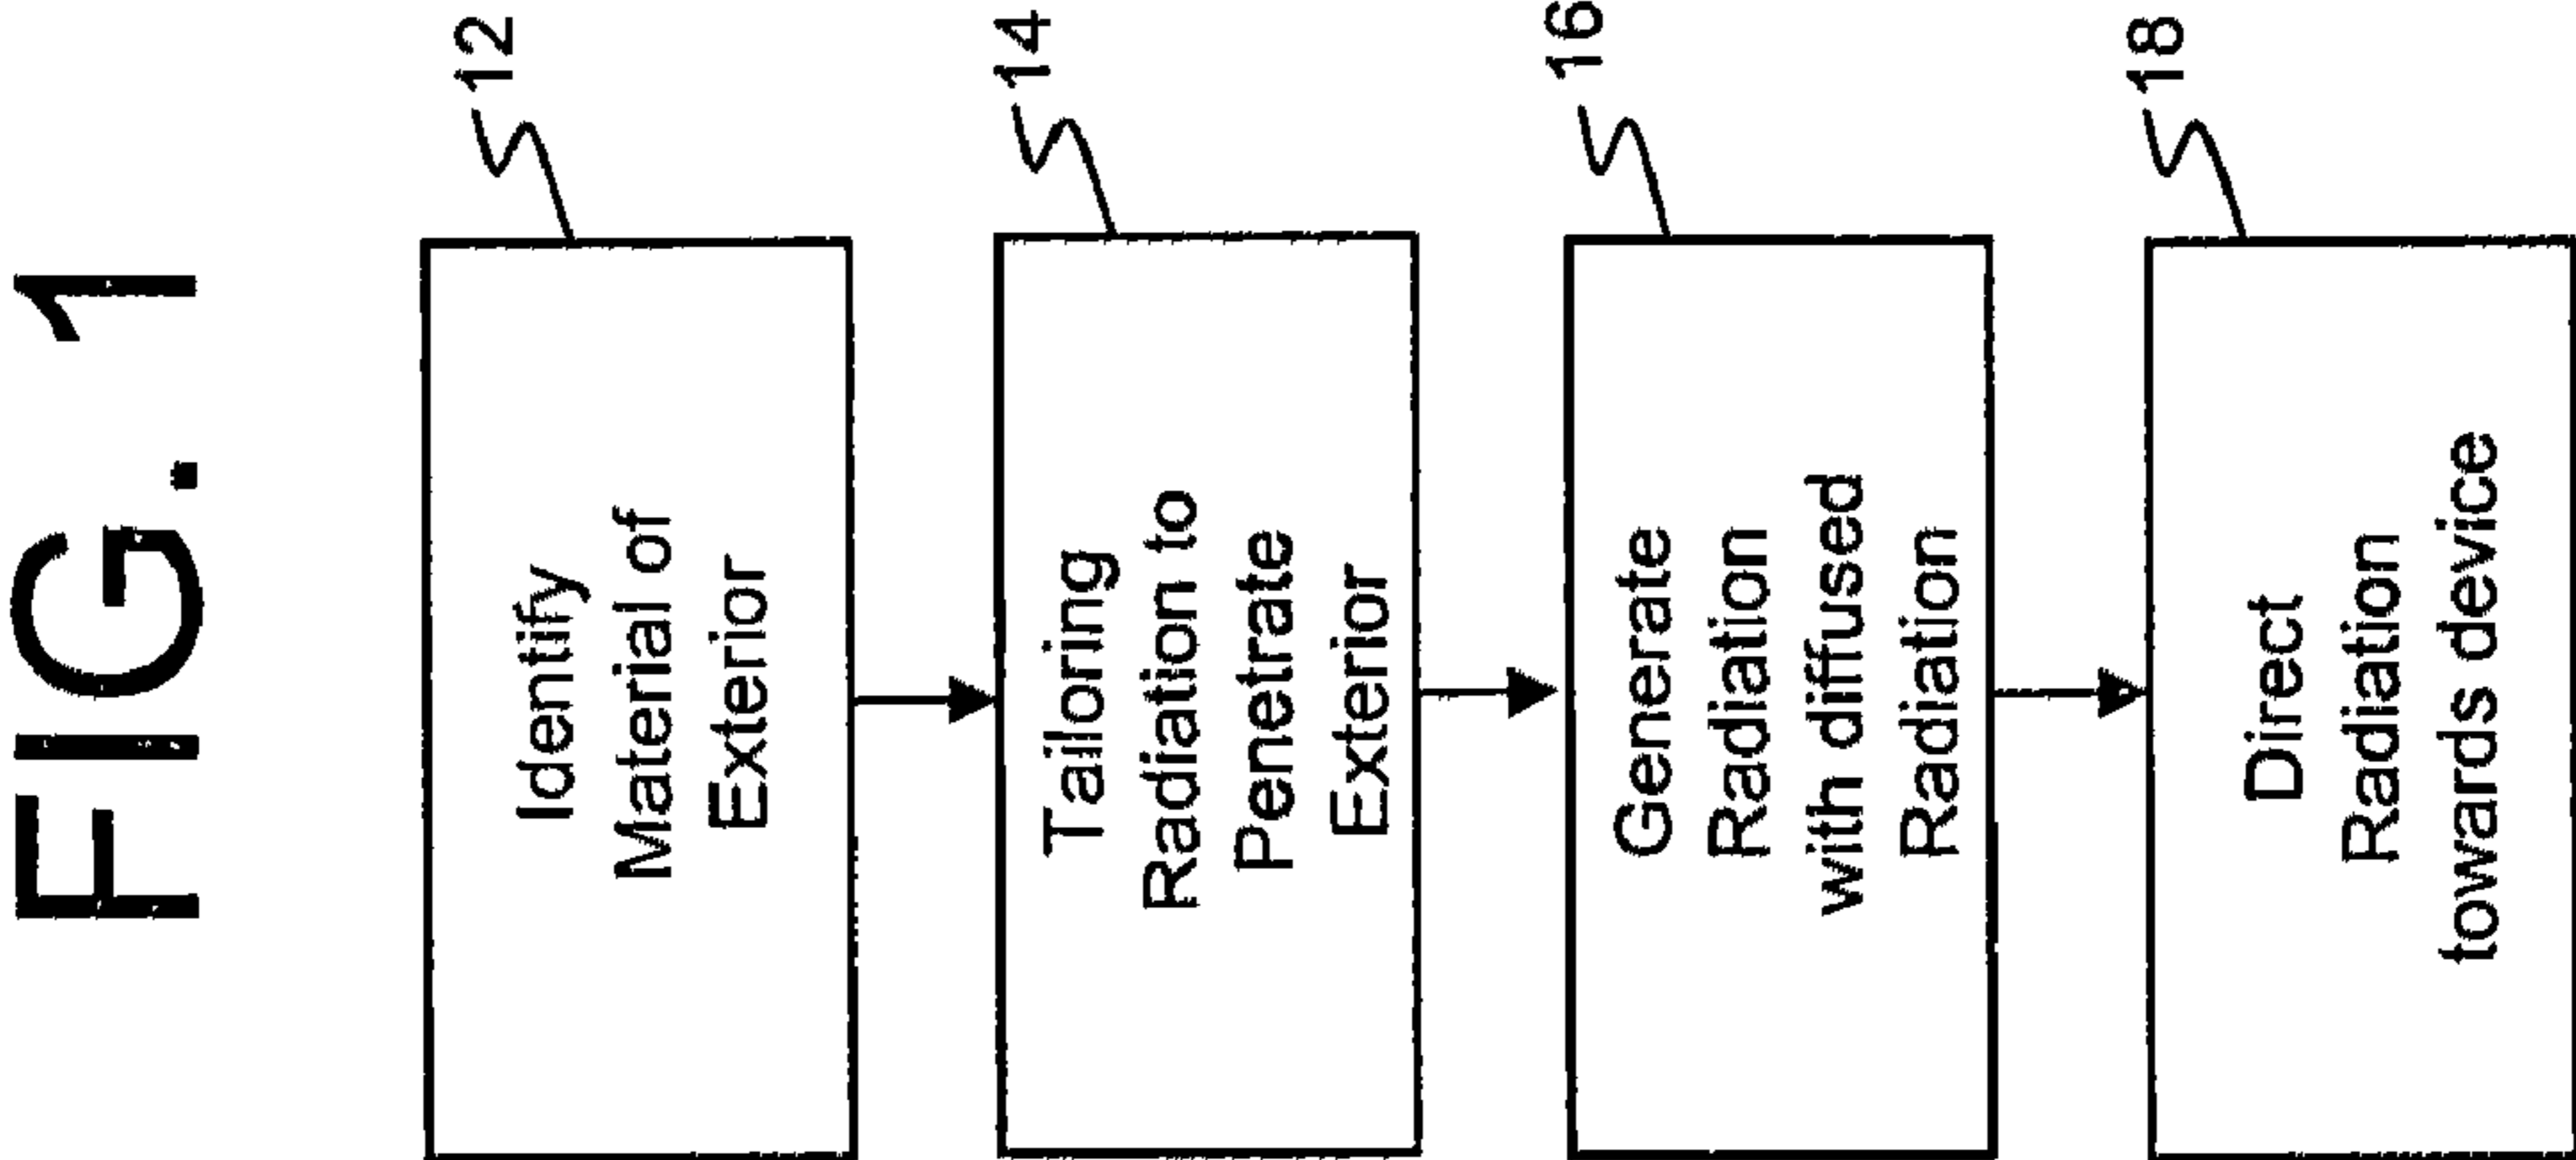 FIG. 1
12
Identify
Material of
Exterior
14
Tailoring
Radiation to
Penetrate
Exterior
16
Generate
Radiation
with diffused
Radiation
18
Direct
Radiation
towards device